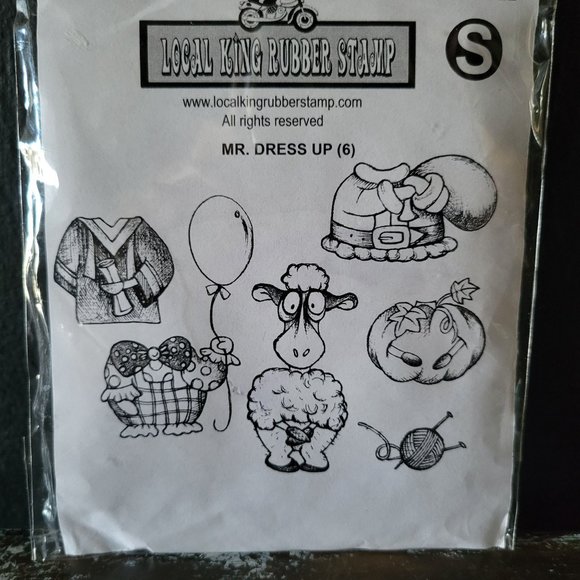 LOCAL KING RUBBER STAMP
S
www.localkingrubberstamp.com
All rights reserved
MR. DRESS UP (6)